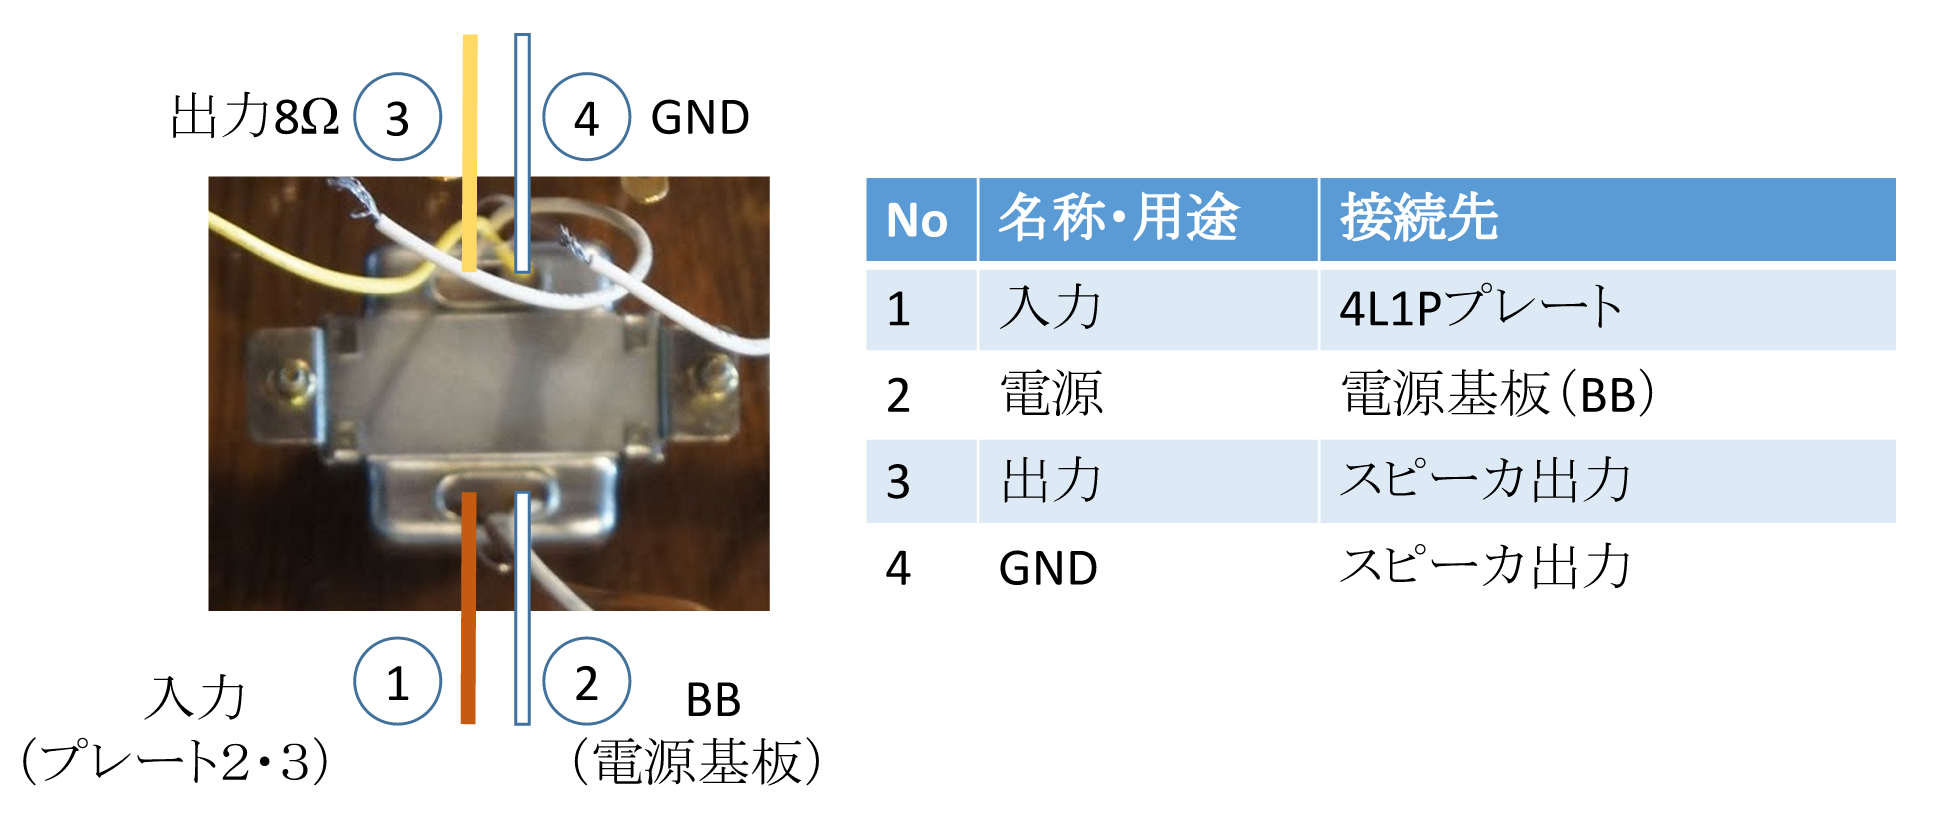 出力8Ω ③ ④ GND
① ②
入力
（プレート２・３）
BB
（電源基板）
No 名称・用途 接続先
1 入力 4L1Pプレート
2 電源 電源基板（BB）
3 出力 スピーカ出力
4 GND スピーカ出力